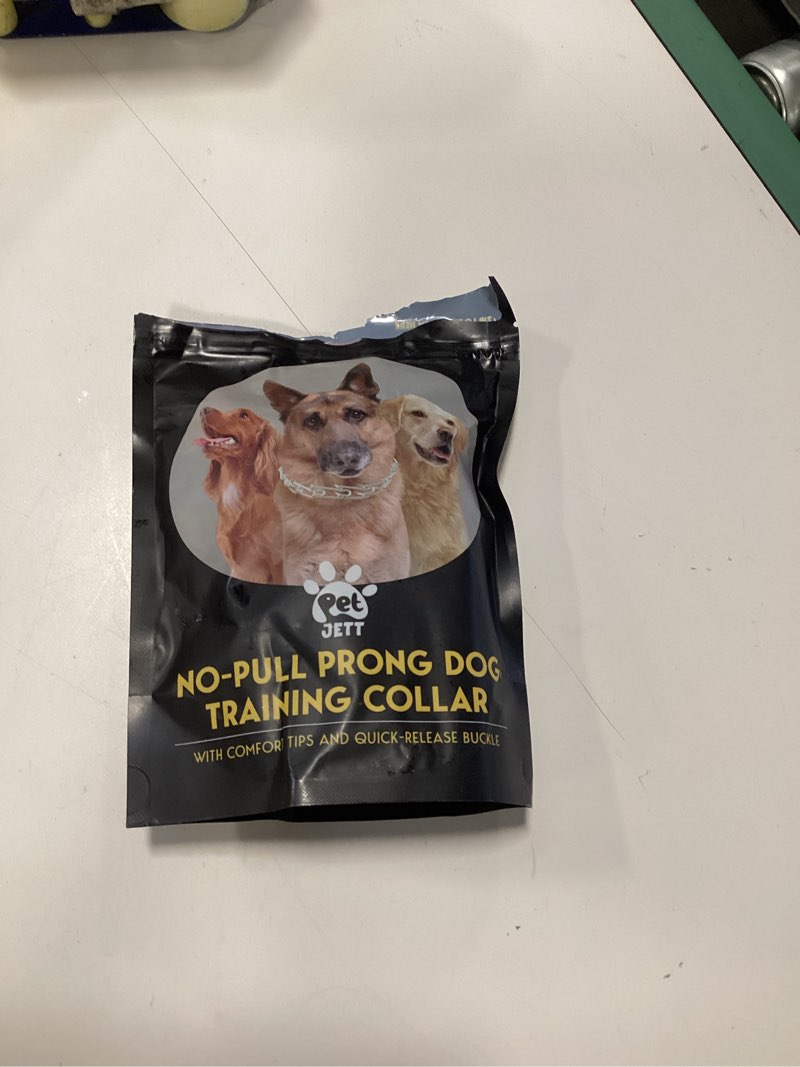 Pet
JETT
NO-PULL PRONG DOG
TRAINING COLLAR
WITH COMFORT TIPS AND QUICK-RELEASE BUCKLE